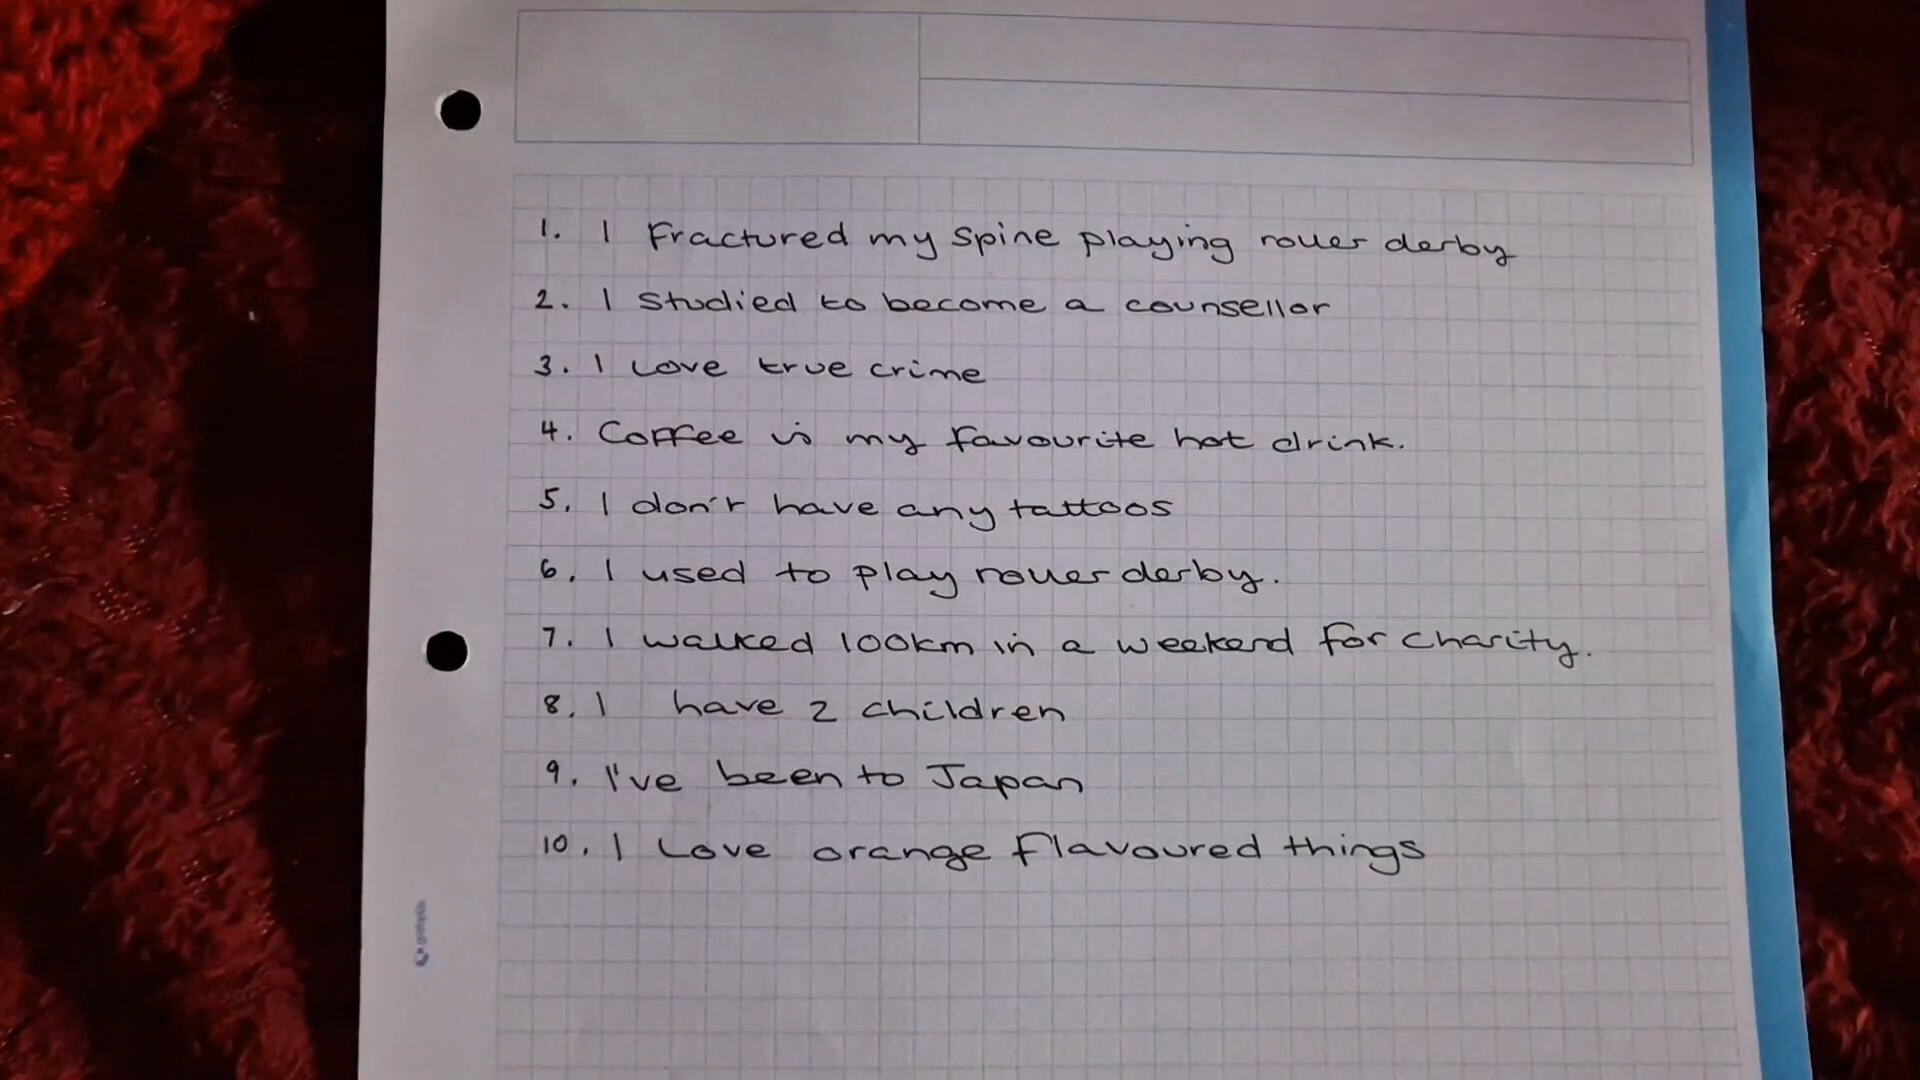 1. I Fractured my spine playing roller derby
2. I studied to become a counsellor
3. I Love true crime
4. Coffee is my favourite hot drink.
5. I don't have any tattoos
6. I used to play roller derby.
7. I walked 100km in a weekend for charity.
8. I have 2 children
9. I've been to Japan
10. I Love orange flavoured things